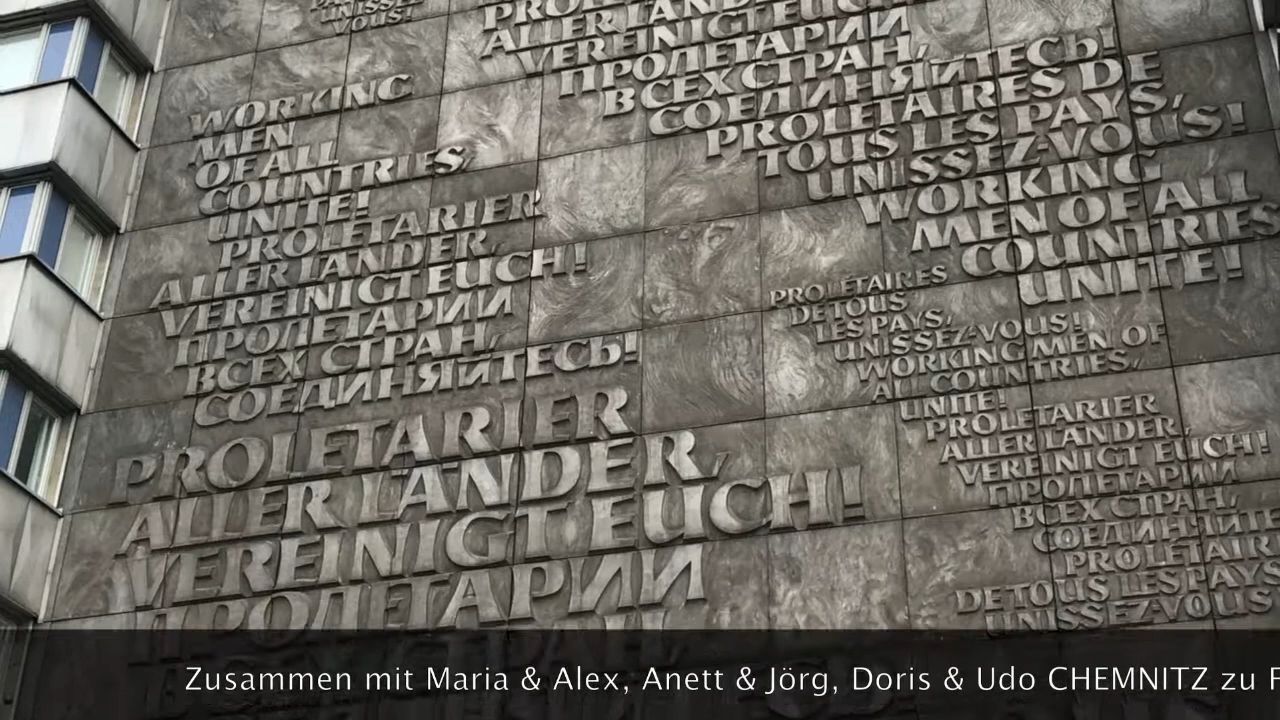 UNISSEZ
VOUS!
ALLER LÄNDER
VEREINIGT EUCH!
ПРОЛЕТАРИИ
ВСЕХ СТРАН,
СОЕДИНЯЙТЕСЬ!
PROLÉTAIRES DE
TOUS LES PAYS,
UNISSEZ-VOUS!
WORKING
MEN OF ALL
COUNTRIES
UNITE!
WORKING
MEN
OF ALL
COUNTRIES,
UNITE!
PROLETARIER
ALLER LÄNDER,
VEREINIGT EUCH!
ПРОЛЕТАРИИ
ВСЕХ СТРАН,
СОЕДИНЯЙТЕСЬ!
PROLETARIER
ALLER LÄNDER,
VEREINIGT EUCH!
ПРОЛЕТАРИИ
PROLÉTAIRES
DE TOUS
LES PAYS,
UNISSEZ-VOUS!
WORKING MEN OF
ALL COUNTRIES,
UNITE!
PROLETARIER
ALLER LÄNDER,
VEREINIGT EUCH!
ПРОЛЕТАРИИ
ВСЕХ СТРАН,
DE TOUS LES PAYS
UNISSEZ-VOUS
Zusammen mit Maria & Alex, Anett & Jörg, Doris & Udo CHEMNITZ zu